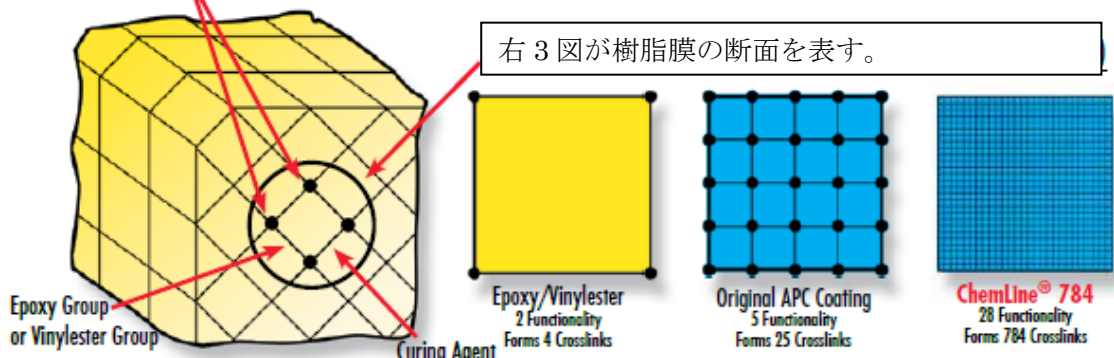 右3図が樹脂膜の断面を表す。
Epoxy Group
or Vinylester Group
Curing Agent
Epoxy/Vinylester
2 Functionality
Forms 4 Crosslinks
Original APC Coating
5 Functionality
Forms 25 Crosslinks
ChemLine® 784
28 Functionality
Forms 784 Crosslinks